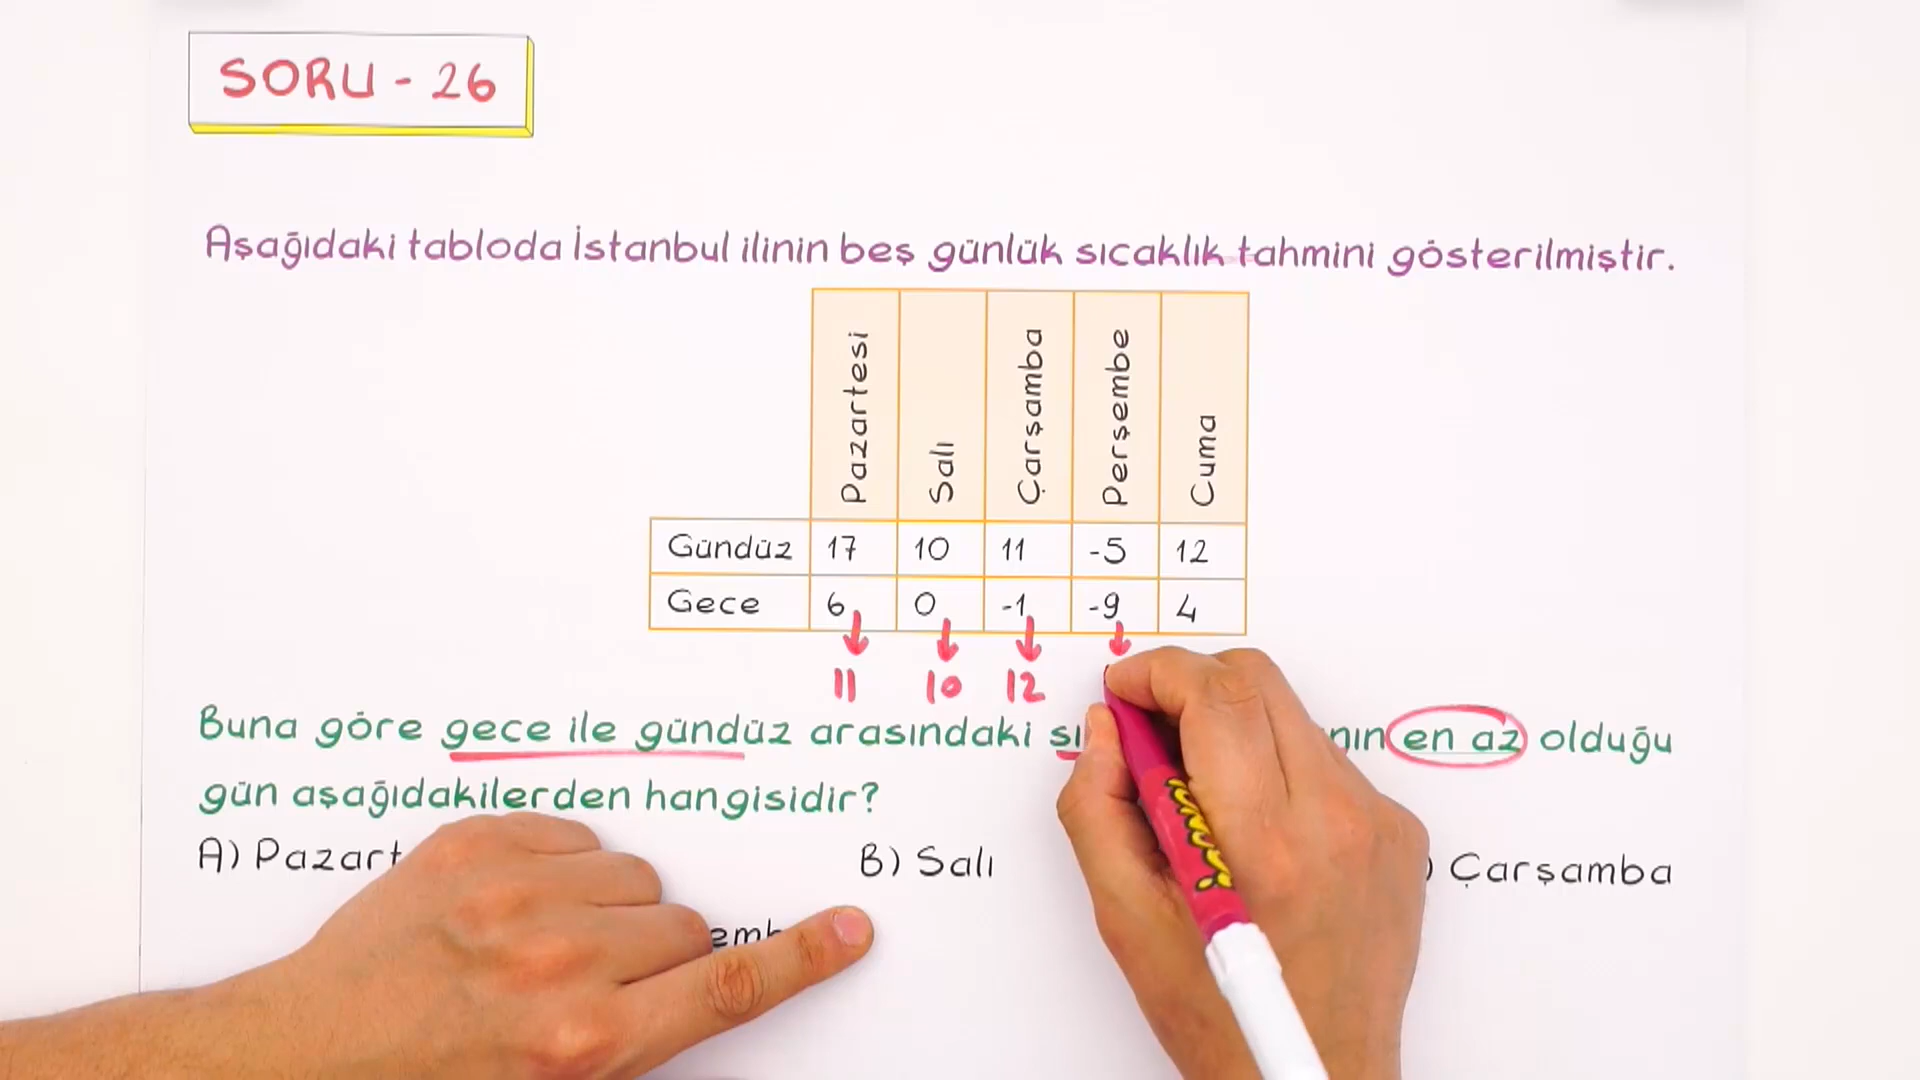 SORU - 26
Aşağıdaki tabloda İstanbul ilinin beş günlük sıcaklık tahmini gösterilmiştir.
Pazartesi Salı Çarşamba Perşembe Cuma
Gündüz 17 10 11 -5 12
Gece 6 0 -1 -9 4
11 10 12
Buna göre gece ile gündüz arasındaki en az olduğu
gün aşağıdakilerden hangisidir?
A) Pazart B) Salı ) Çarşamba